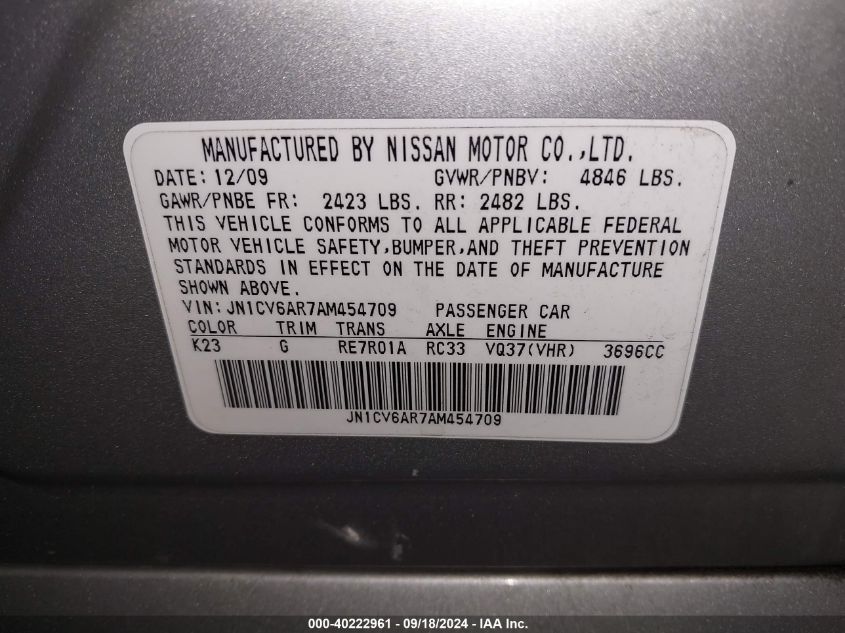 MANUFACTURED BY NISSAN MOTOR CO.,LTD.
DATE: 12/09 GVWR/PNBV: 4846 LBS.
GAWR/PNBE FR: 2423 LBS. RR: 2482 LBS.
THIS VEHICLE CONFORMS TO ALL APPLICABLE FEDERAL
MOTOR VEHICLE SAFETY,BUMPER,AND THEFT PREVENTION
STANDARDS IN EFFECT ON THE DATE OF MANUFACTURE
SHOWN ABOVE.
VIN: JN1CV6AR7AM454709 PASSENGER CAR
COLOR TRIM TRANS AXLE ENGINE
K23 G RE7R01A RC33 VQ37(VHR) 3696CC
JN1CV6AR7AM454709
000-40222961 - 09/18/2024 - IAAI Inc.